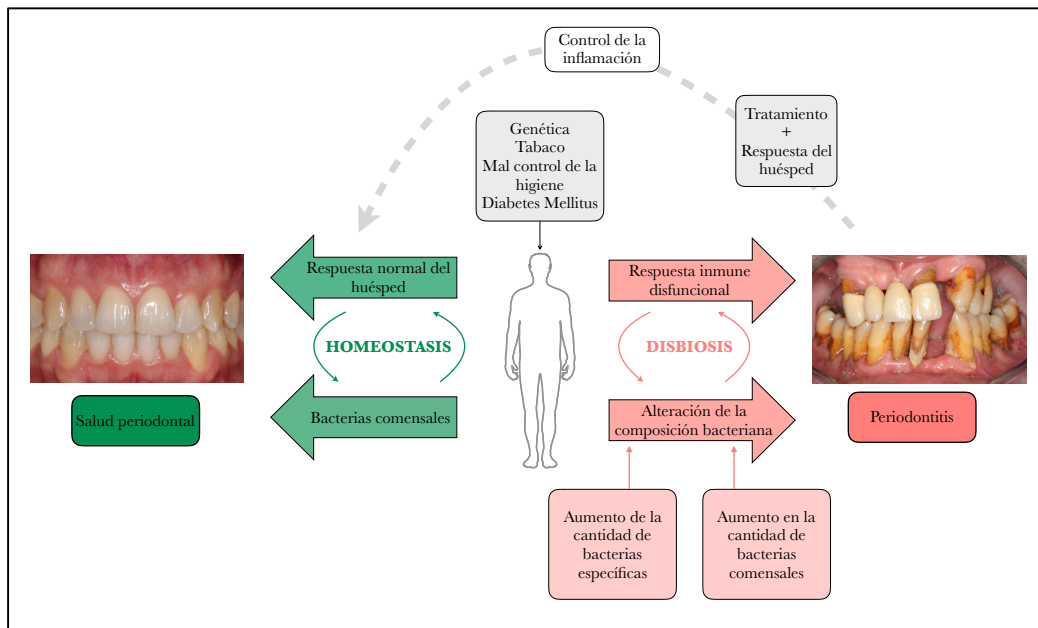 Control de la
inflamación
Tratamiento
+
Respuesta del
huésped
Genética
Tabaco
Mal control de la
higiene
Diabetes Mellitus
Respuesta normal del
huésped
Respuesta inmune
disfuncional
HOMEOSTASIS
DISBIOSIS
Salud periodontal
Bacterias comensales
Alteración de la
composición bacteriana
Periodontitis
Aumento de la
cantidad de
bacterias
específicas
Aumento en la
cantidad de
bacterias
comensales